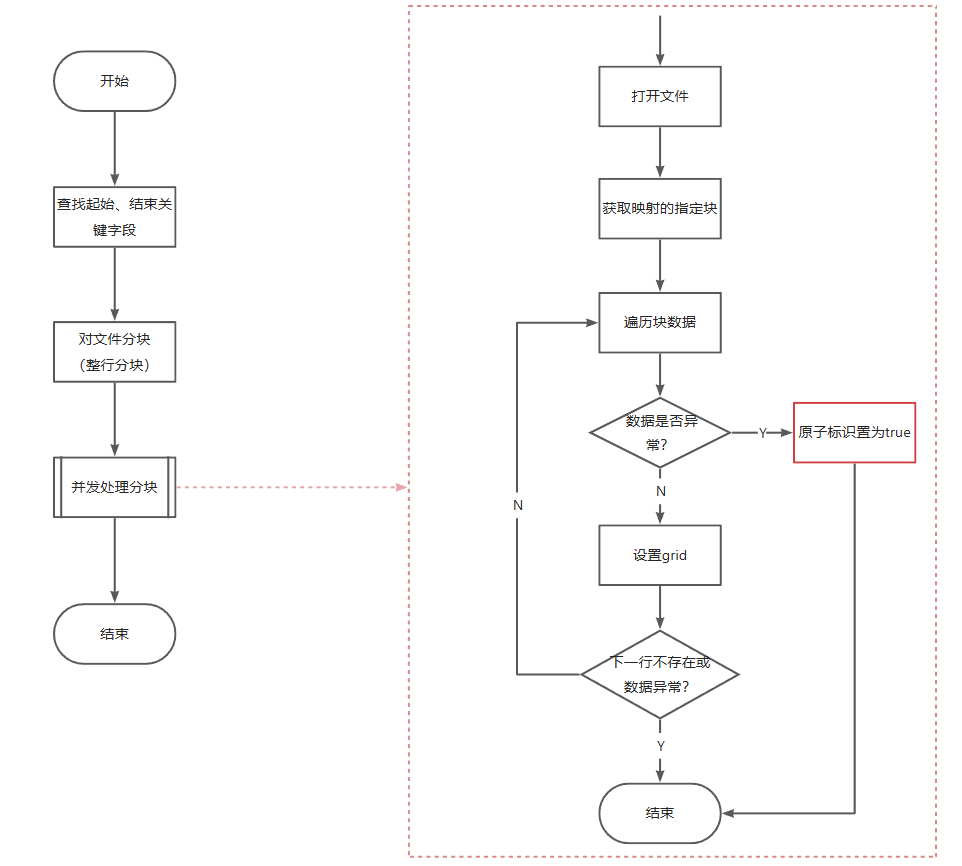 开始
查找起始、结束关
键字段
对文件分块
（整行分块）
并发处理分块
结束
打开文件
获取映射的指定块
遍历块数据
数据是否异
常？
Y
原子标识置为true
N
设置grid
N
下一行不存在或
数据异常？
Y
结束